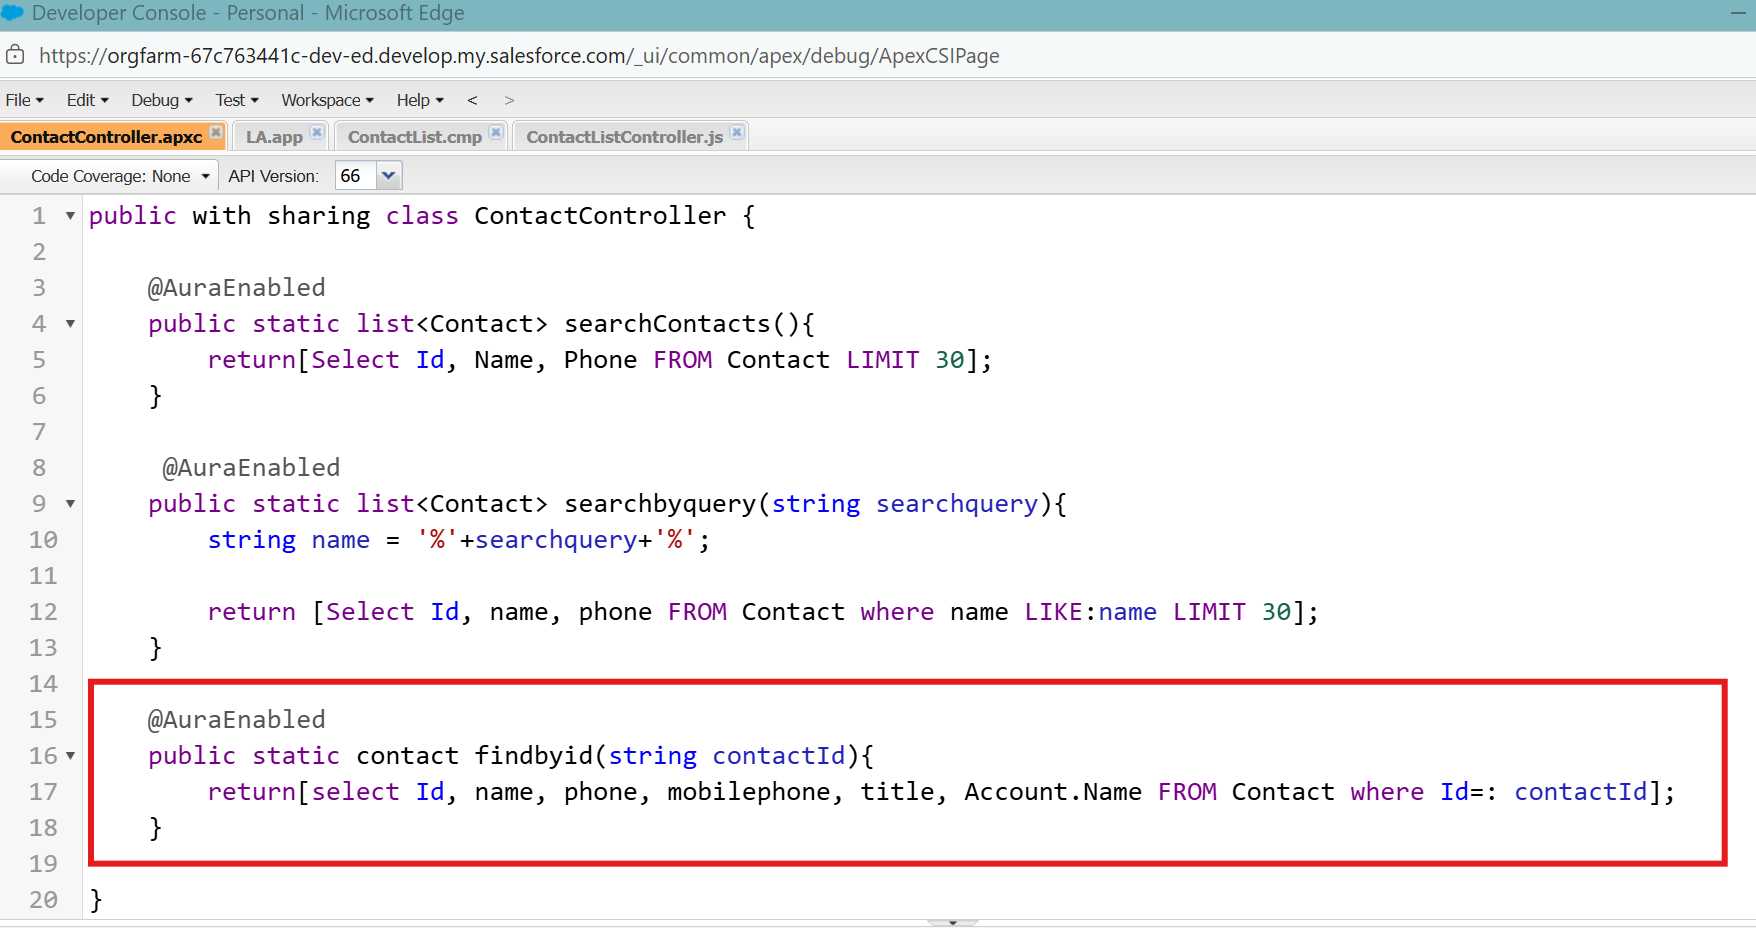 Developer Console - Personal - Microsoft Edge
https://orgfarm-67c763441c-dev-ed.develop.my.salesforce.com/_ui/common/apex/debug/ApexCSIPage
File Edit Debug Test Workspace Help < >
ContactController.apxc LA.app ContactList.cmp ContactListController.js
Code Coverage: None API Version: 66
1 public with sharing class ContactController {
2
3 @AuraEnabled
4 public static list<Contact> searchContacts(){
5 return[Select Id, Name, Phone FROM Contact LIMIT 30];
6 }
7
8 @AuraEnabled
9 public static list<Contact> searchbyquery(string searchquery){
10 string name = '%'+searchquery+'%';
11
12 return [Select Id, name, phone FROM Contact where name LIKE:name LIMIT 30];
13 }
14
15 @AuraEnabled
16 public static contact findbyid(string contactId){
17 return[select Id, name, phone, mobilephone, title, Account.Name FROM Contact where Id=: contactId];
18 }
19
20 }